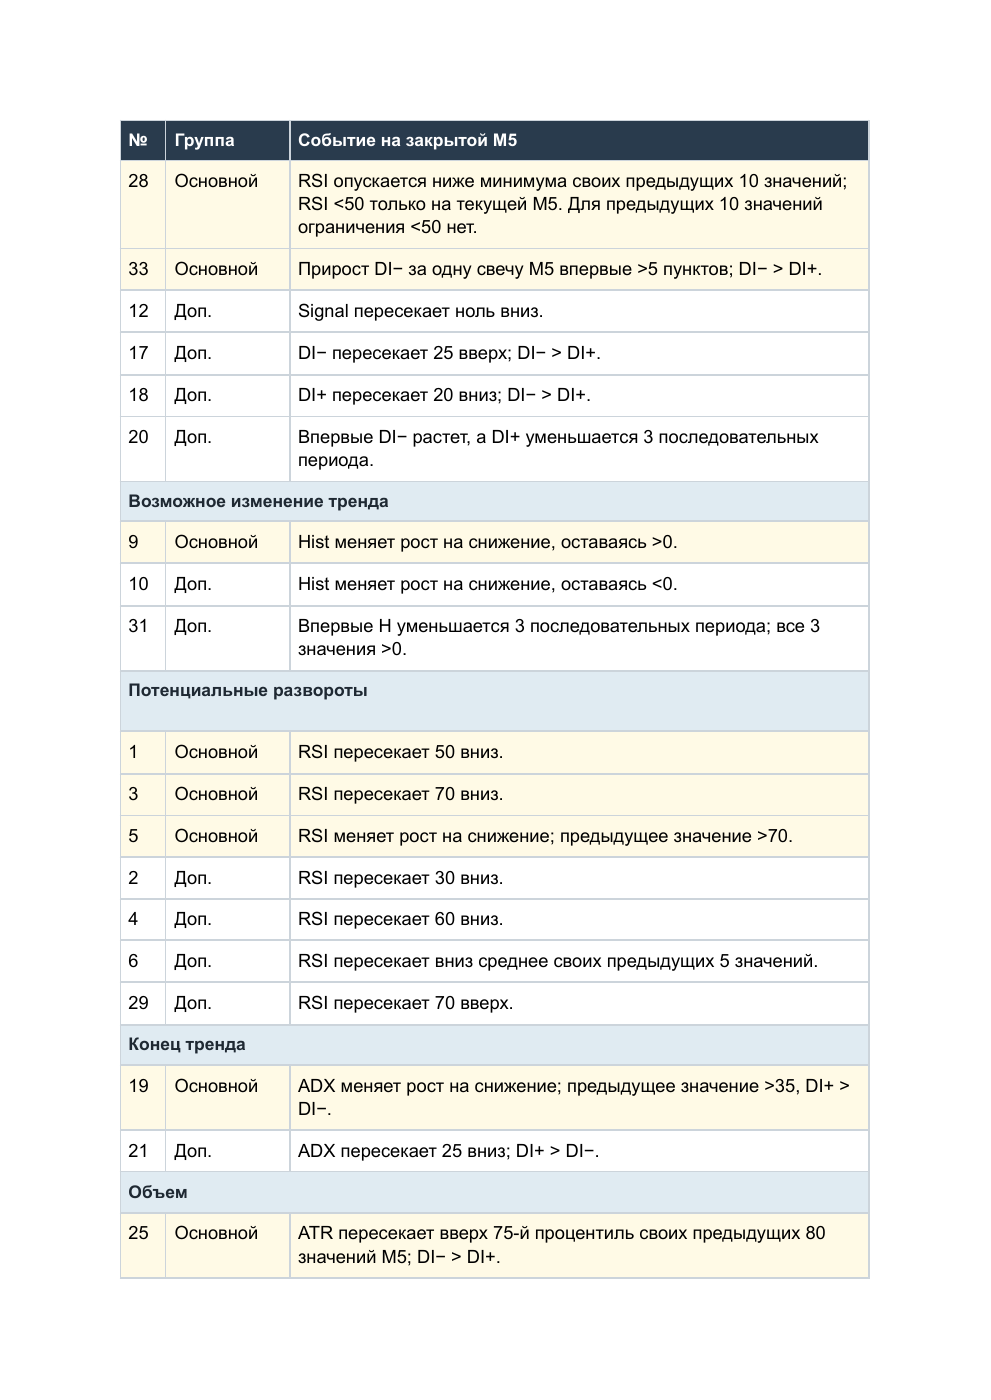 № Группа Событие на закрытой M5
28 Основной RSI опускается ниже минимума своих предыдущих 10 значений;
RSI <50 только на текущей M5. Для предыдущих 10 значений
ограничения <50 нет.
33 Основной Прирост DI− за одну свечу M5 впервые >5 пунктов; DI− > DI+.
12 Доп. Signal пересекает ноль вниз.
17 Доп. DI− пересекает 25 вверх; DI− > DI+.
18 Доп. DI+ пересекает 20 вниз; DI− > DI+.
20 Доп. Впервые DI− растет, а DI+ уменьшается 3 последовательных
периода.
Возможное изменение тренда
9 Основной Hist меняет рост на снижение, оставаясь >0.
10 Доп. Hist меняет рост на снижение, оставаясь <0.
31 Доп. Впервые H уменьшается 3 последовательных периода; все 3
значения >0.
Потенциальные развороты
1 Основной RSI пересекает 50 вниз.
3 Основной RSI пересекает 70 вниз.
5 Основной RSI меняет рост на снижение; предыдущее значение >70.
2 Доп. RSI пересекает 30 вниз.
4 Доп. RSI пересекает 60 вниз.
6 Доп. RSI пересекает вниз среднее своих предыдущих 5 значений.
29 Доп. RSI пересекает 70 вверх.
Конец тренда
19 Основной ADX меняет рост на снижение; предыдущее значение >35, DI+ >
DI−.
21 Доп. ADX пересекает 25 вниз; DI+ > DI−.
Объем
25 Основной ATR пересекает вверх 75-й процентиль своих предыдущих 80
значений M5; DI− > DI+.